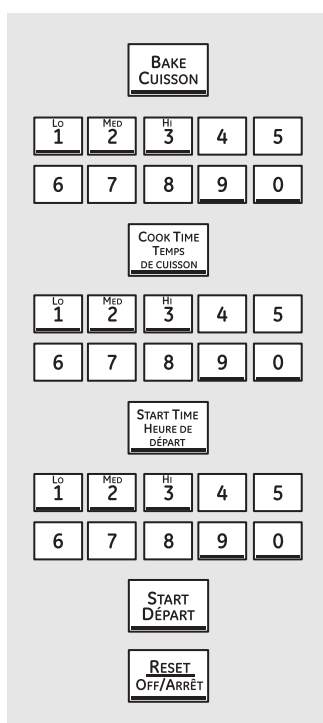 BAKE
CUISSON
LO MED HI
1 2 3 4 5
6 7 8 9 0
COOK TIME
TEMPS
DE CUISSON
LO MED HI
1 2 3 4 5
6 7 8 9 0
START TIME
HEURE DE
DÉPART
LO MED HI
1 2 3 4 5
6 7 8 9 0
START
DÉPART
RESET
OFF/ARRÊT